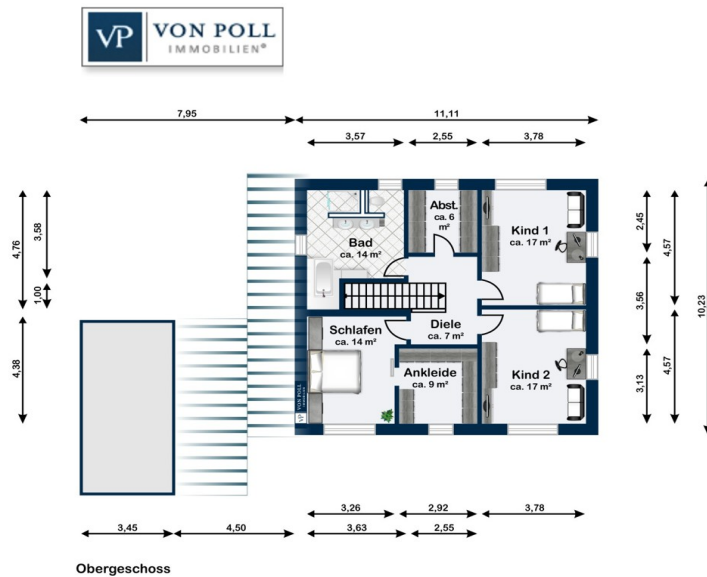 VP VON POLL
IMMOBILIEN®
7,95
11,11
3,57
2,55
3,78
4,76
3,58
1,00
4,38
Abst.
ca. 6
m²
Kind 1
ca. 17 m²
Bad
ca. 14 m²
2,45
4,57
3,56
10,23
Schlafen
ca. 14 m²
Diele
ca. 7 m²
Ankleide
ca. 9 m²
Kind 2
ca. 17 m²
3,13
4,57
VP VON POLL
IMMOBILIEN
3,26
2,92
3,78
3,45
4,50
3,63
2,55
Obergeschoss